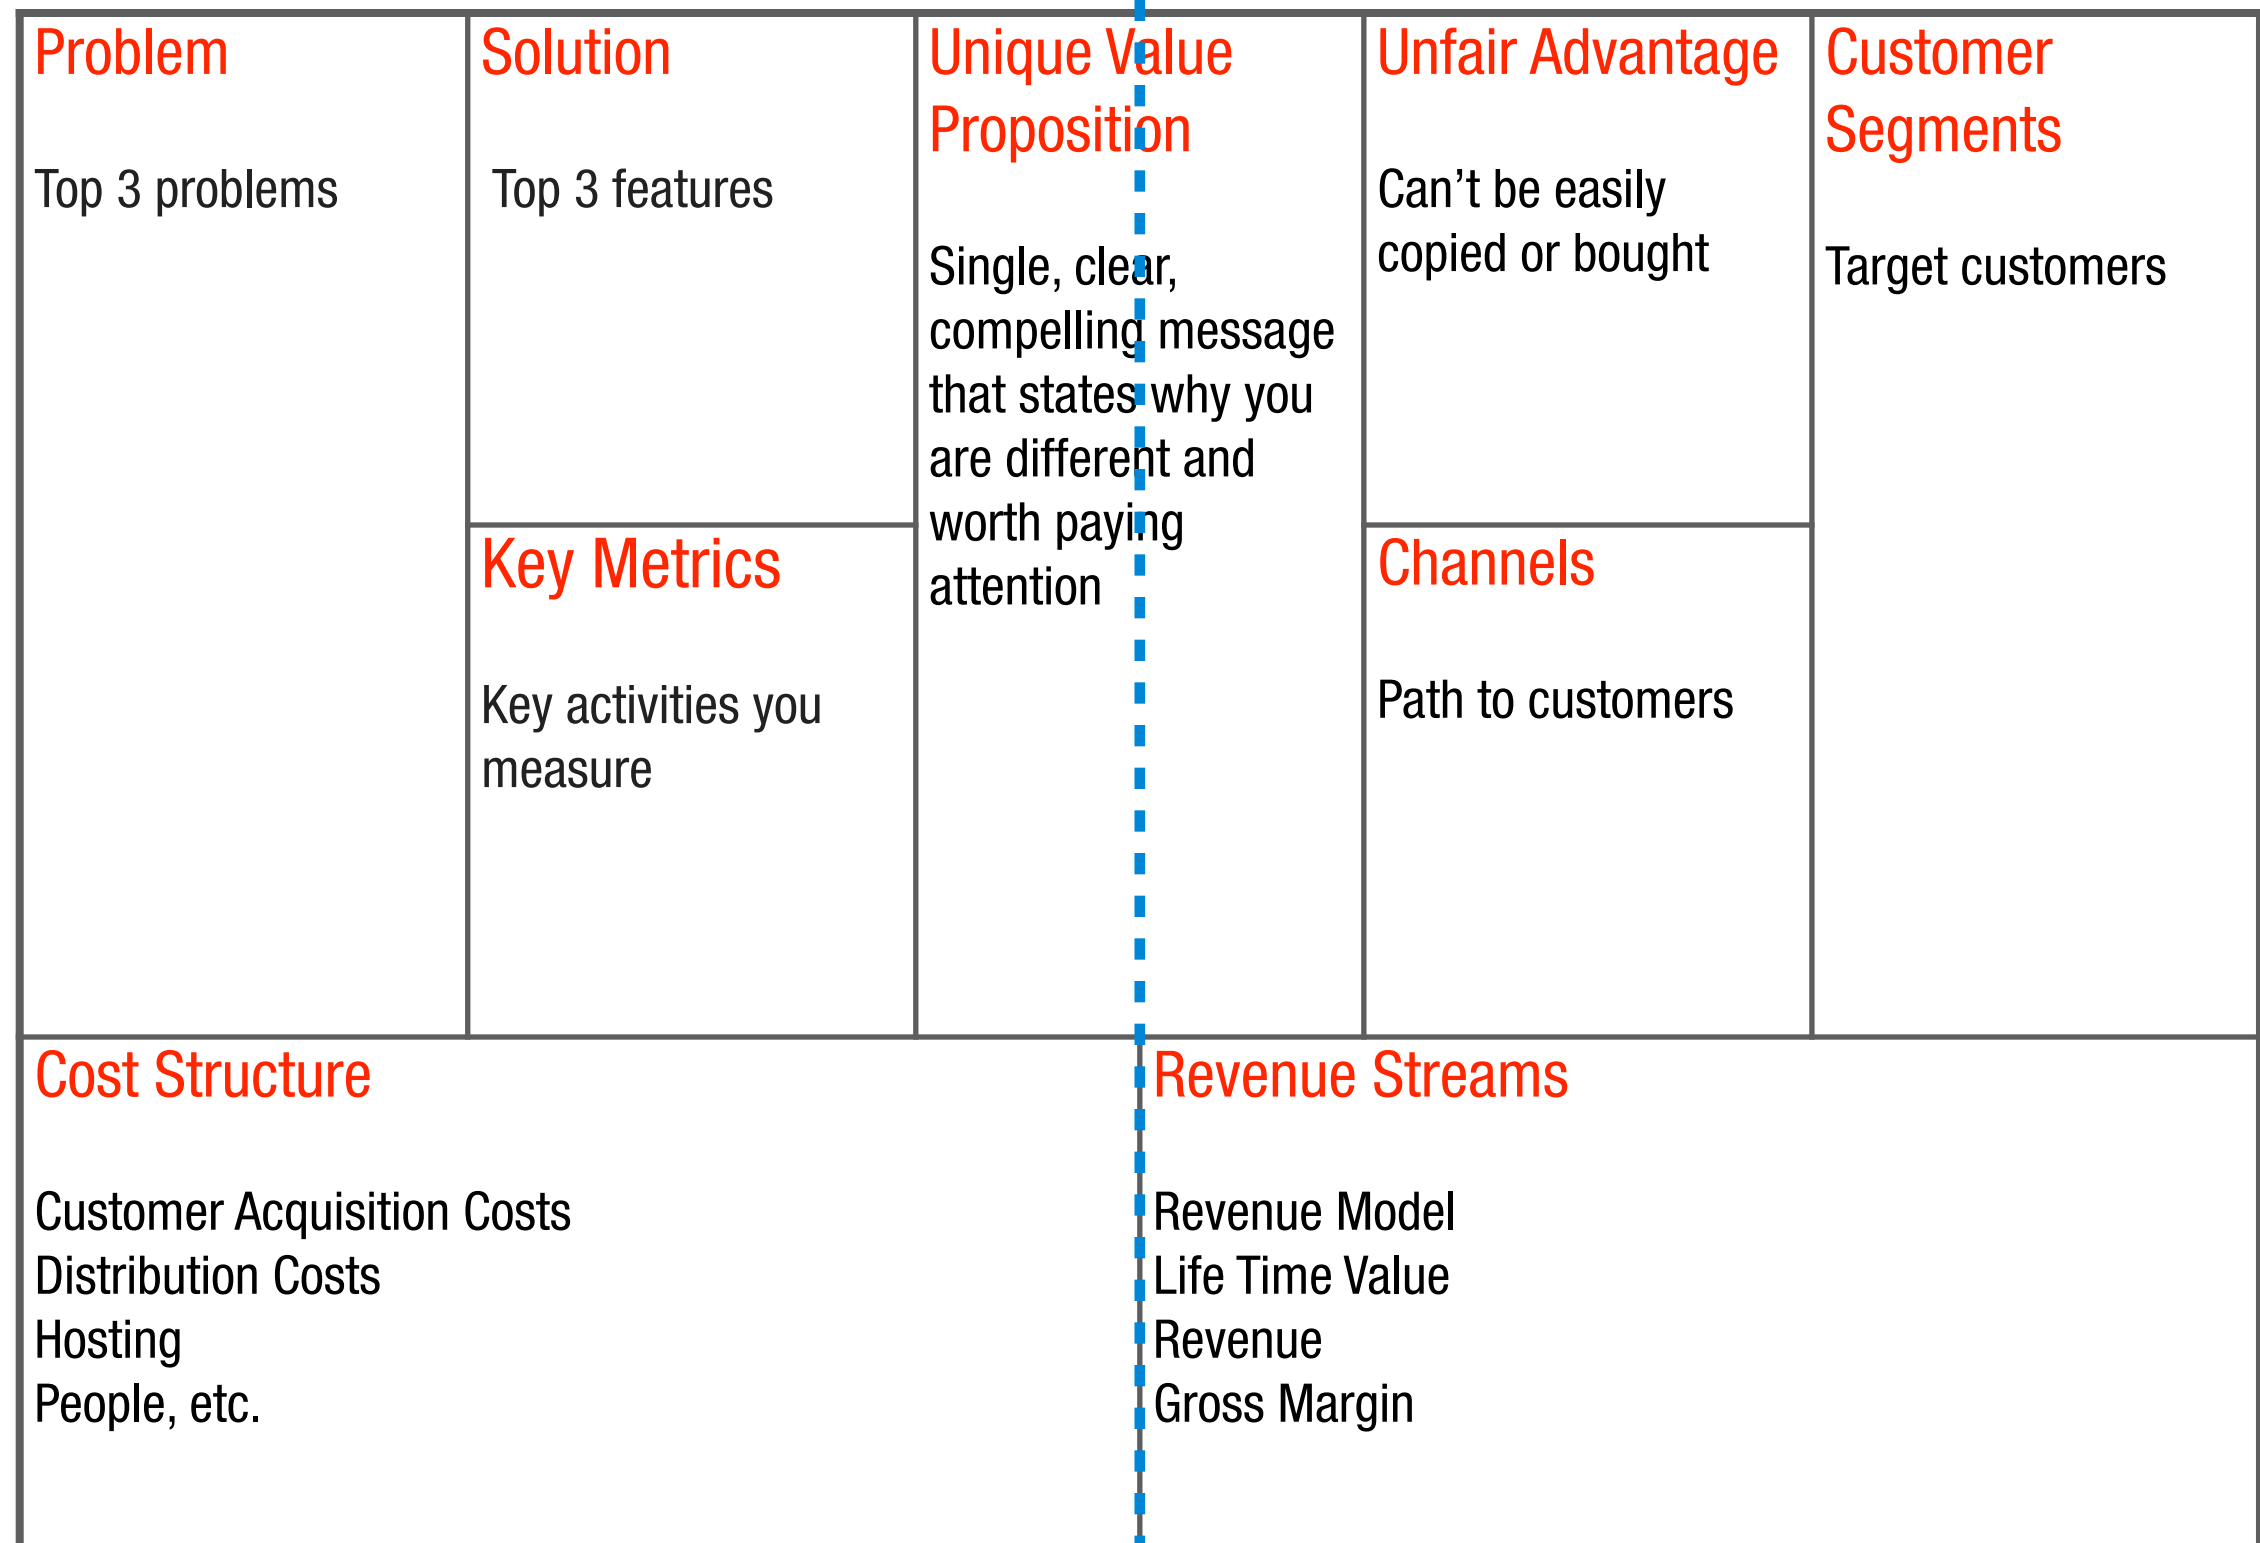 Problem
Top 3 problems
Solution
Top 3 features
Key Metrics
Key activities you
measure
Unique Value
Proposition
Single, clear,
compelling message
that states why you
are different and
worth paying
attention
Unfair Advantage
Can’t be easily
copied or bought
Channels
Path to customers
Customer
Segments
Target customers
Cost Structure
Customer Acquisition Costs
Distribution Costs
Hosting
People, etc.
Revenue Streams
Revenue Model
Life Time Value
Revenue
Gross Margin